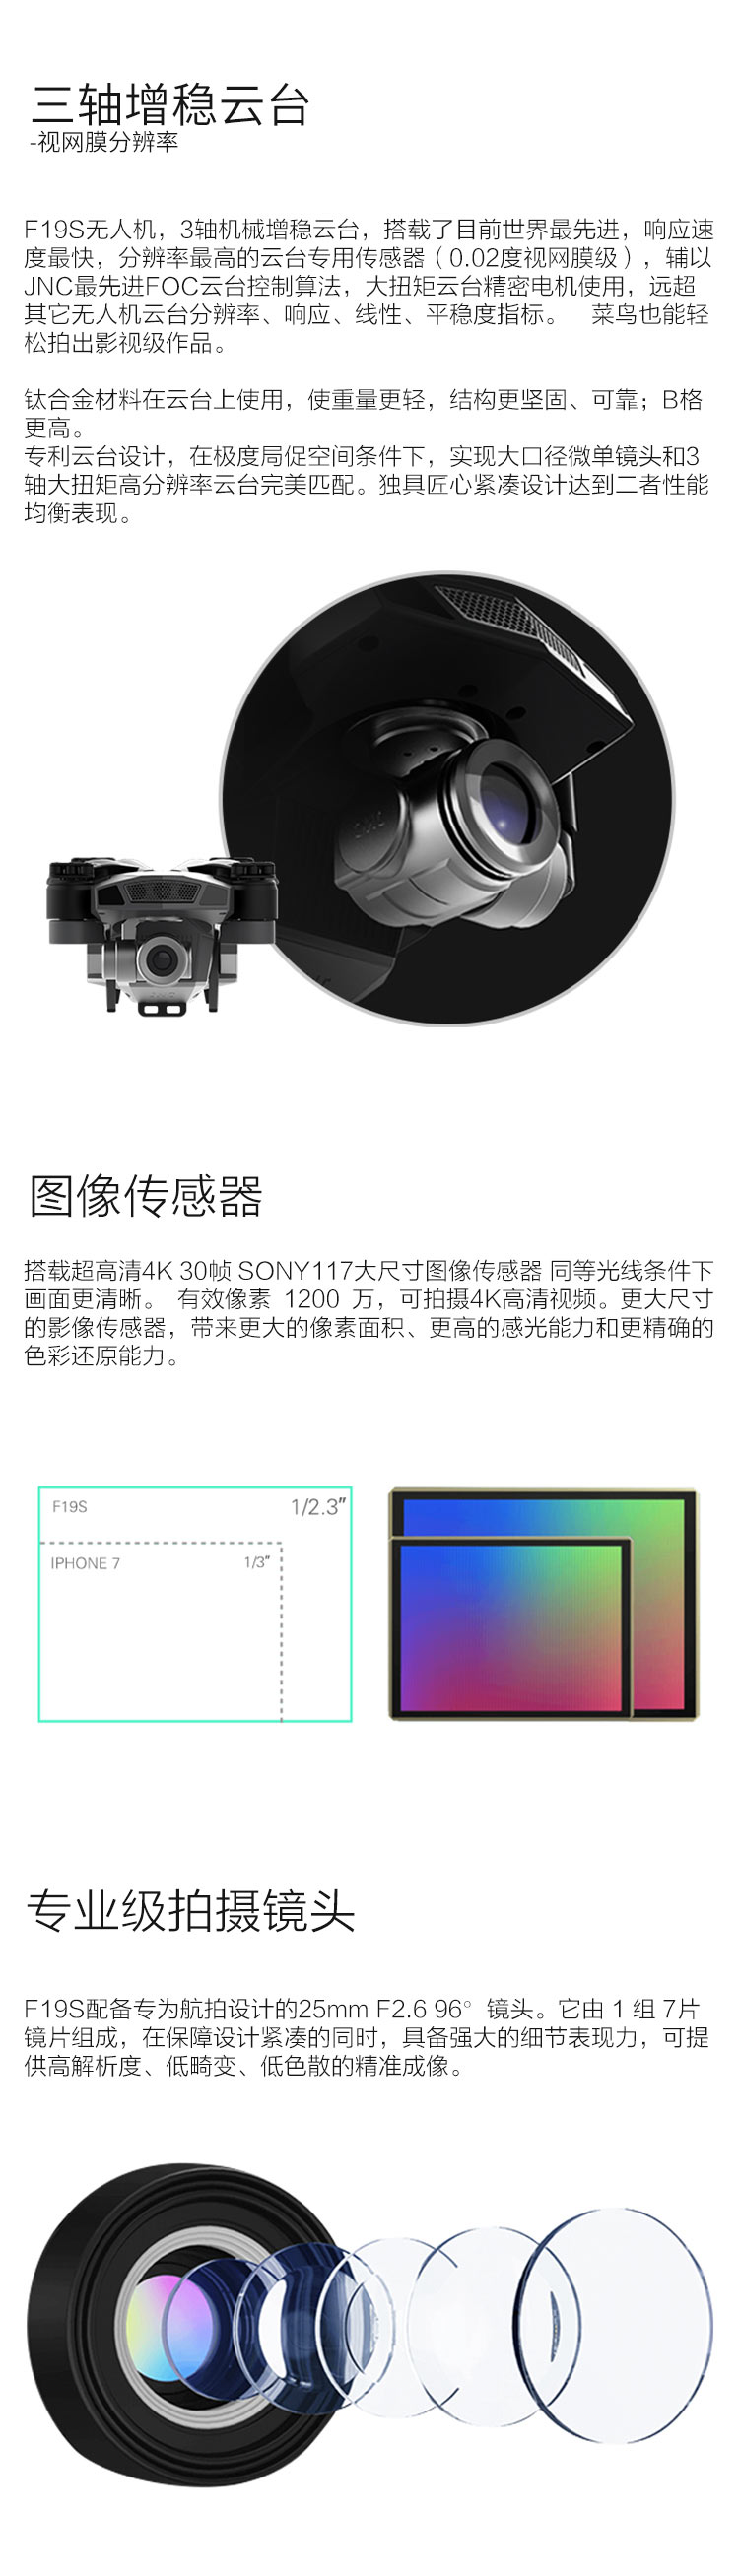 三轴增稳云台
-视网膜分辨率
F19S无人机，3轴机械增稳云台，搭载了目前世界最先进，响应速
度最快，分辨率最高的云台专用传感器（0.02度视网膜级），辅以
JNC最先进FOC云台控制算法，大扭矩云台精密电机使用，远超
其它无人机云台分辨率、响应、线性、平稳度指标。 菜鸟也能轻
松拍出影视级作品。
钛合金材料在云台上使用，使重量更轻，结构更坚固、可靠；B格
更高。
专利云台设计，在极度局促空间条件下，实现大口径微单镜头和3
轴大扭矩高分辨率云台完美匹配。独具匠心紧凑设计达到二者性能
均衡表现。
图像传感器
搭载超高清4K 30帧 SONY117大尺寸图像传感器 同等光线条件下
画面更清晰。 有效像素 1200 万，可拍摄4K高清视频。更大尺寸
的影像传感器，带来更大的像素面积、更高的感光能力和更精确的
色彩还原能力。
F19S 1/2.3"
IPHONE 7 1/3"
专业级拍摄镜头
F19S配备专为航拍设计的25mm F2.6 96° 镜头。它由 1 组 7片
镜片组成，在保障设计紧凑的同时，具备强大的细节表现力，可提
供高解析度、低畸变、低色散的精准成像。